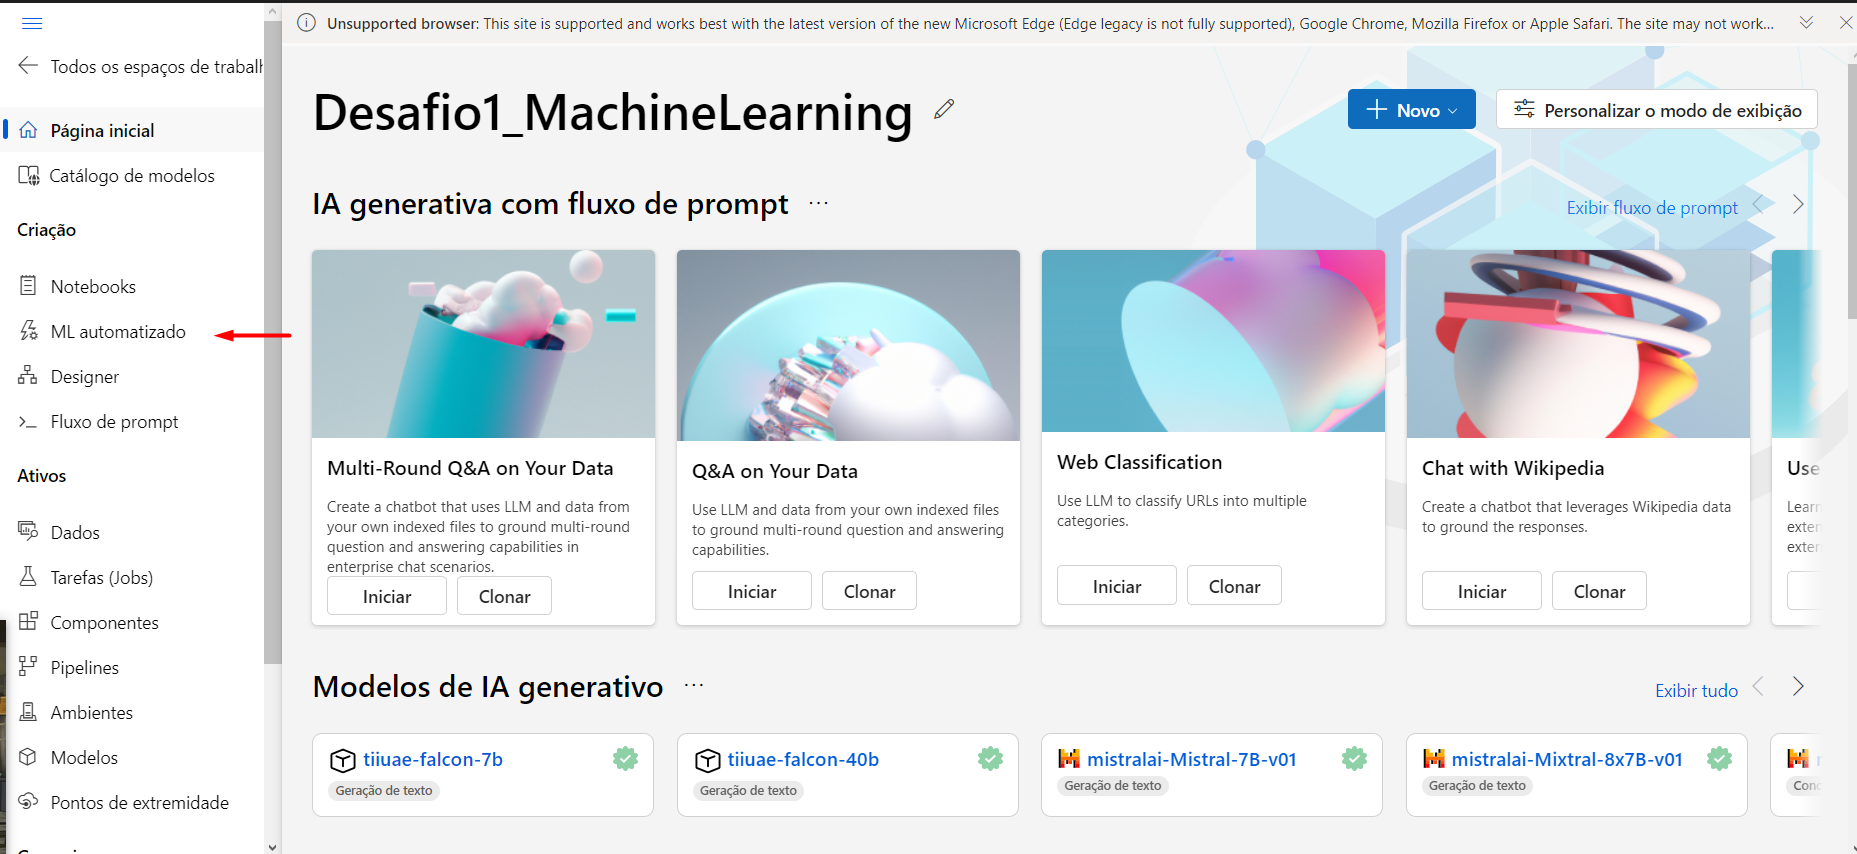 Unsupported browser: This site is supported and works best with the latest version of the new Microsoft Edge (Edge legacy is not fully supported), Google Chrome, Mozilla Firefox or Apple Safari. The site may not work...
Todos os espaços de trabal
Página inicial
Catálogo de modelos
Criação
Notebooks
ML automatizado
Designer
Fluxo de prompt
Ativos
Dados
Tarefas (Jobs)
Componentes
Pipelines
Ambientes
Modelos
Pontos de extremidade
Desafio1_MachineLearning
Novo
Personalizar o modo de exibição
IA generativa com fluxo de prompt ...
Exibir fluxo de prompt
Multi-Round Q&A on Your Data
Create a chatbot that uses LLM and data from
your own indexed files to ground multi-round
question and answering capabilities in
enterprise chat scenarios.
Iniciar
Clonar
Q&A on Your Data
Use LLM and data from your own indexed files
to ground multi-round question and answering
capabilities.
Iniciar
Clonar
Web Classification
Use LLM to classify URLs into multiple
categories.
Iniciar
Clonar
Chat with Wikipedia
Create a chatbot that leverages Wikipedia data
to ground the responses.
Iniciar
Clonar
Use
Lear
exter
exter
Modelos de IA generativo ...
Exibir tudo
tiiuae-falcon-7b
Geração de texto
tiiuae-falcon-40b
Geração de texto
mistralai-Mistral-7B-v01
Geração de texto
mistralai-Mixtral-8x7B-v01
Geração de texto
Conc